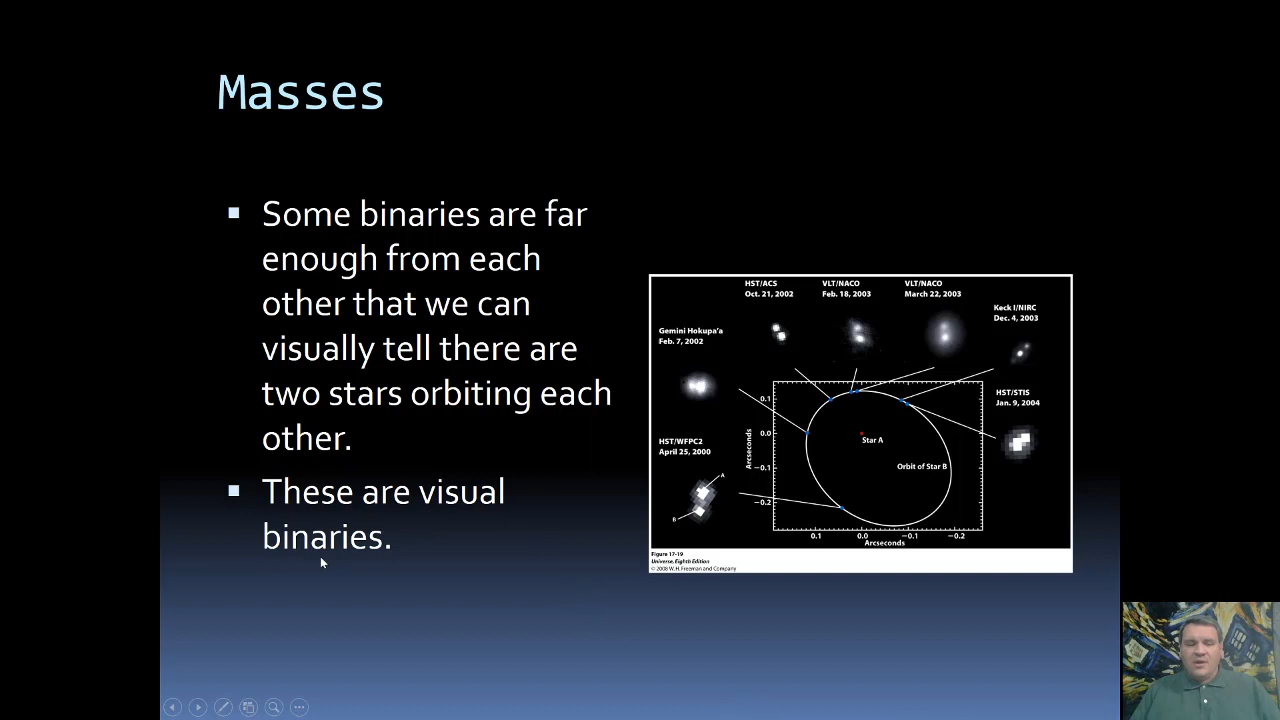 Masses
Some binaries are far
enough from each
other that we can
visually tell there are
two stars orbiting each
other.
These are visual
binaries.
HST/ACS
Oct. 21, 2002
VLT/NACO
Feb. 18, 2003
VLT/NACO
March 22, 2003
Keck I/NIRC
Dec. 4, 2003
Gemini Hokupa'a
Feb. 7, 2002
HST/STIS
Jan. 9, 2004
HST/WFPC2
April 25, 2000
A
B
Arcseconds
0.1
0.0
−0.1
−0.2
Star A
Orbit of Star B
0.1 0.0 −0.1 −0.2
Arcseconds
Figure 17-19
Universe, Eighth Edition
© 2008 W.H. Freeman and Company